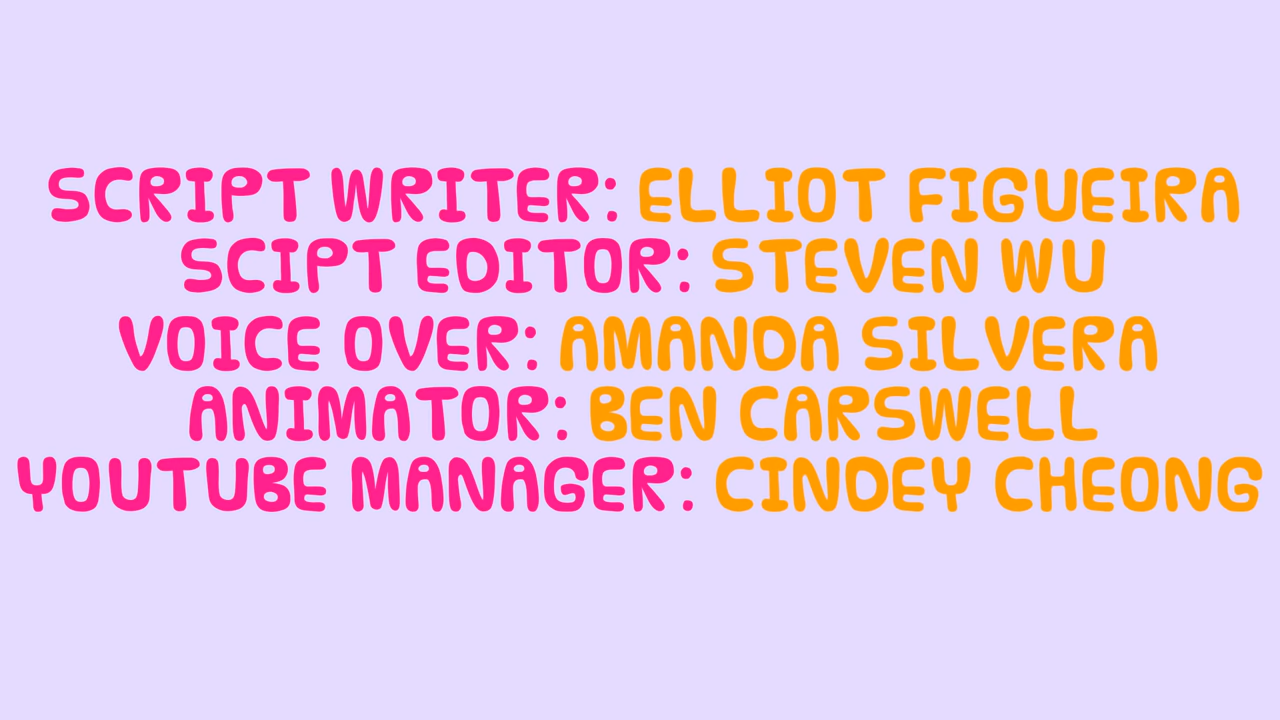 SCRIPT WRITER: ELLIOT FIGUEIRA
SCIPT EDITOR: STEVEN WU
VOICE OVER: AMANDA SILVERA
ANIMATOR: BEN CARSWELL
YOUTUBE MANAGER: CINDEY CHEONG